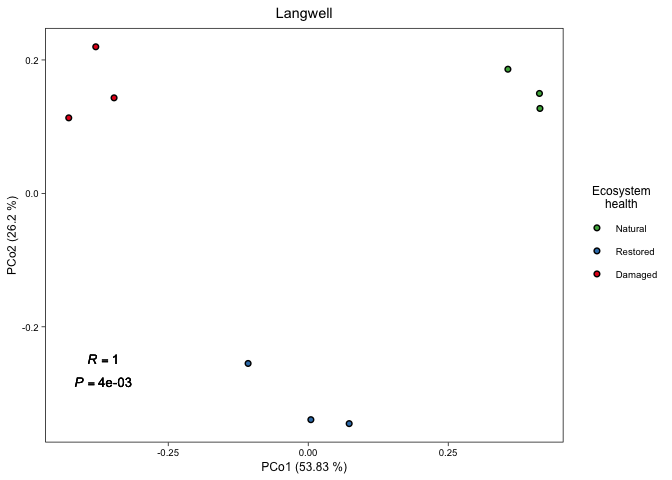 Langwell
0.2
0.0
-0.2
PCo2 (26.2 %)
R = 1
P = 4e-03
-0.25
0.00
0.25
PCo1 (53.83 %)
Ecosystem
health
Natural
Restored
Damaged